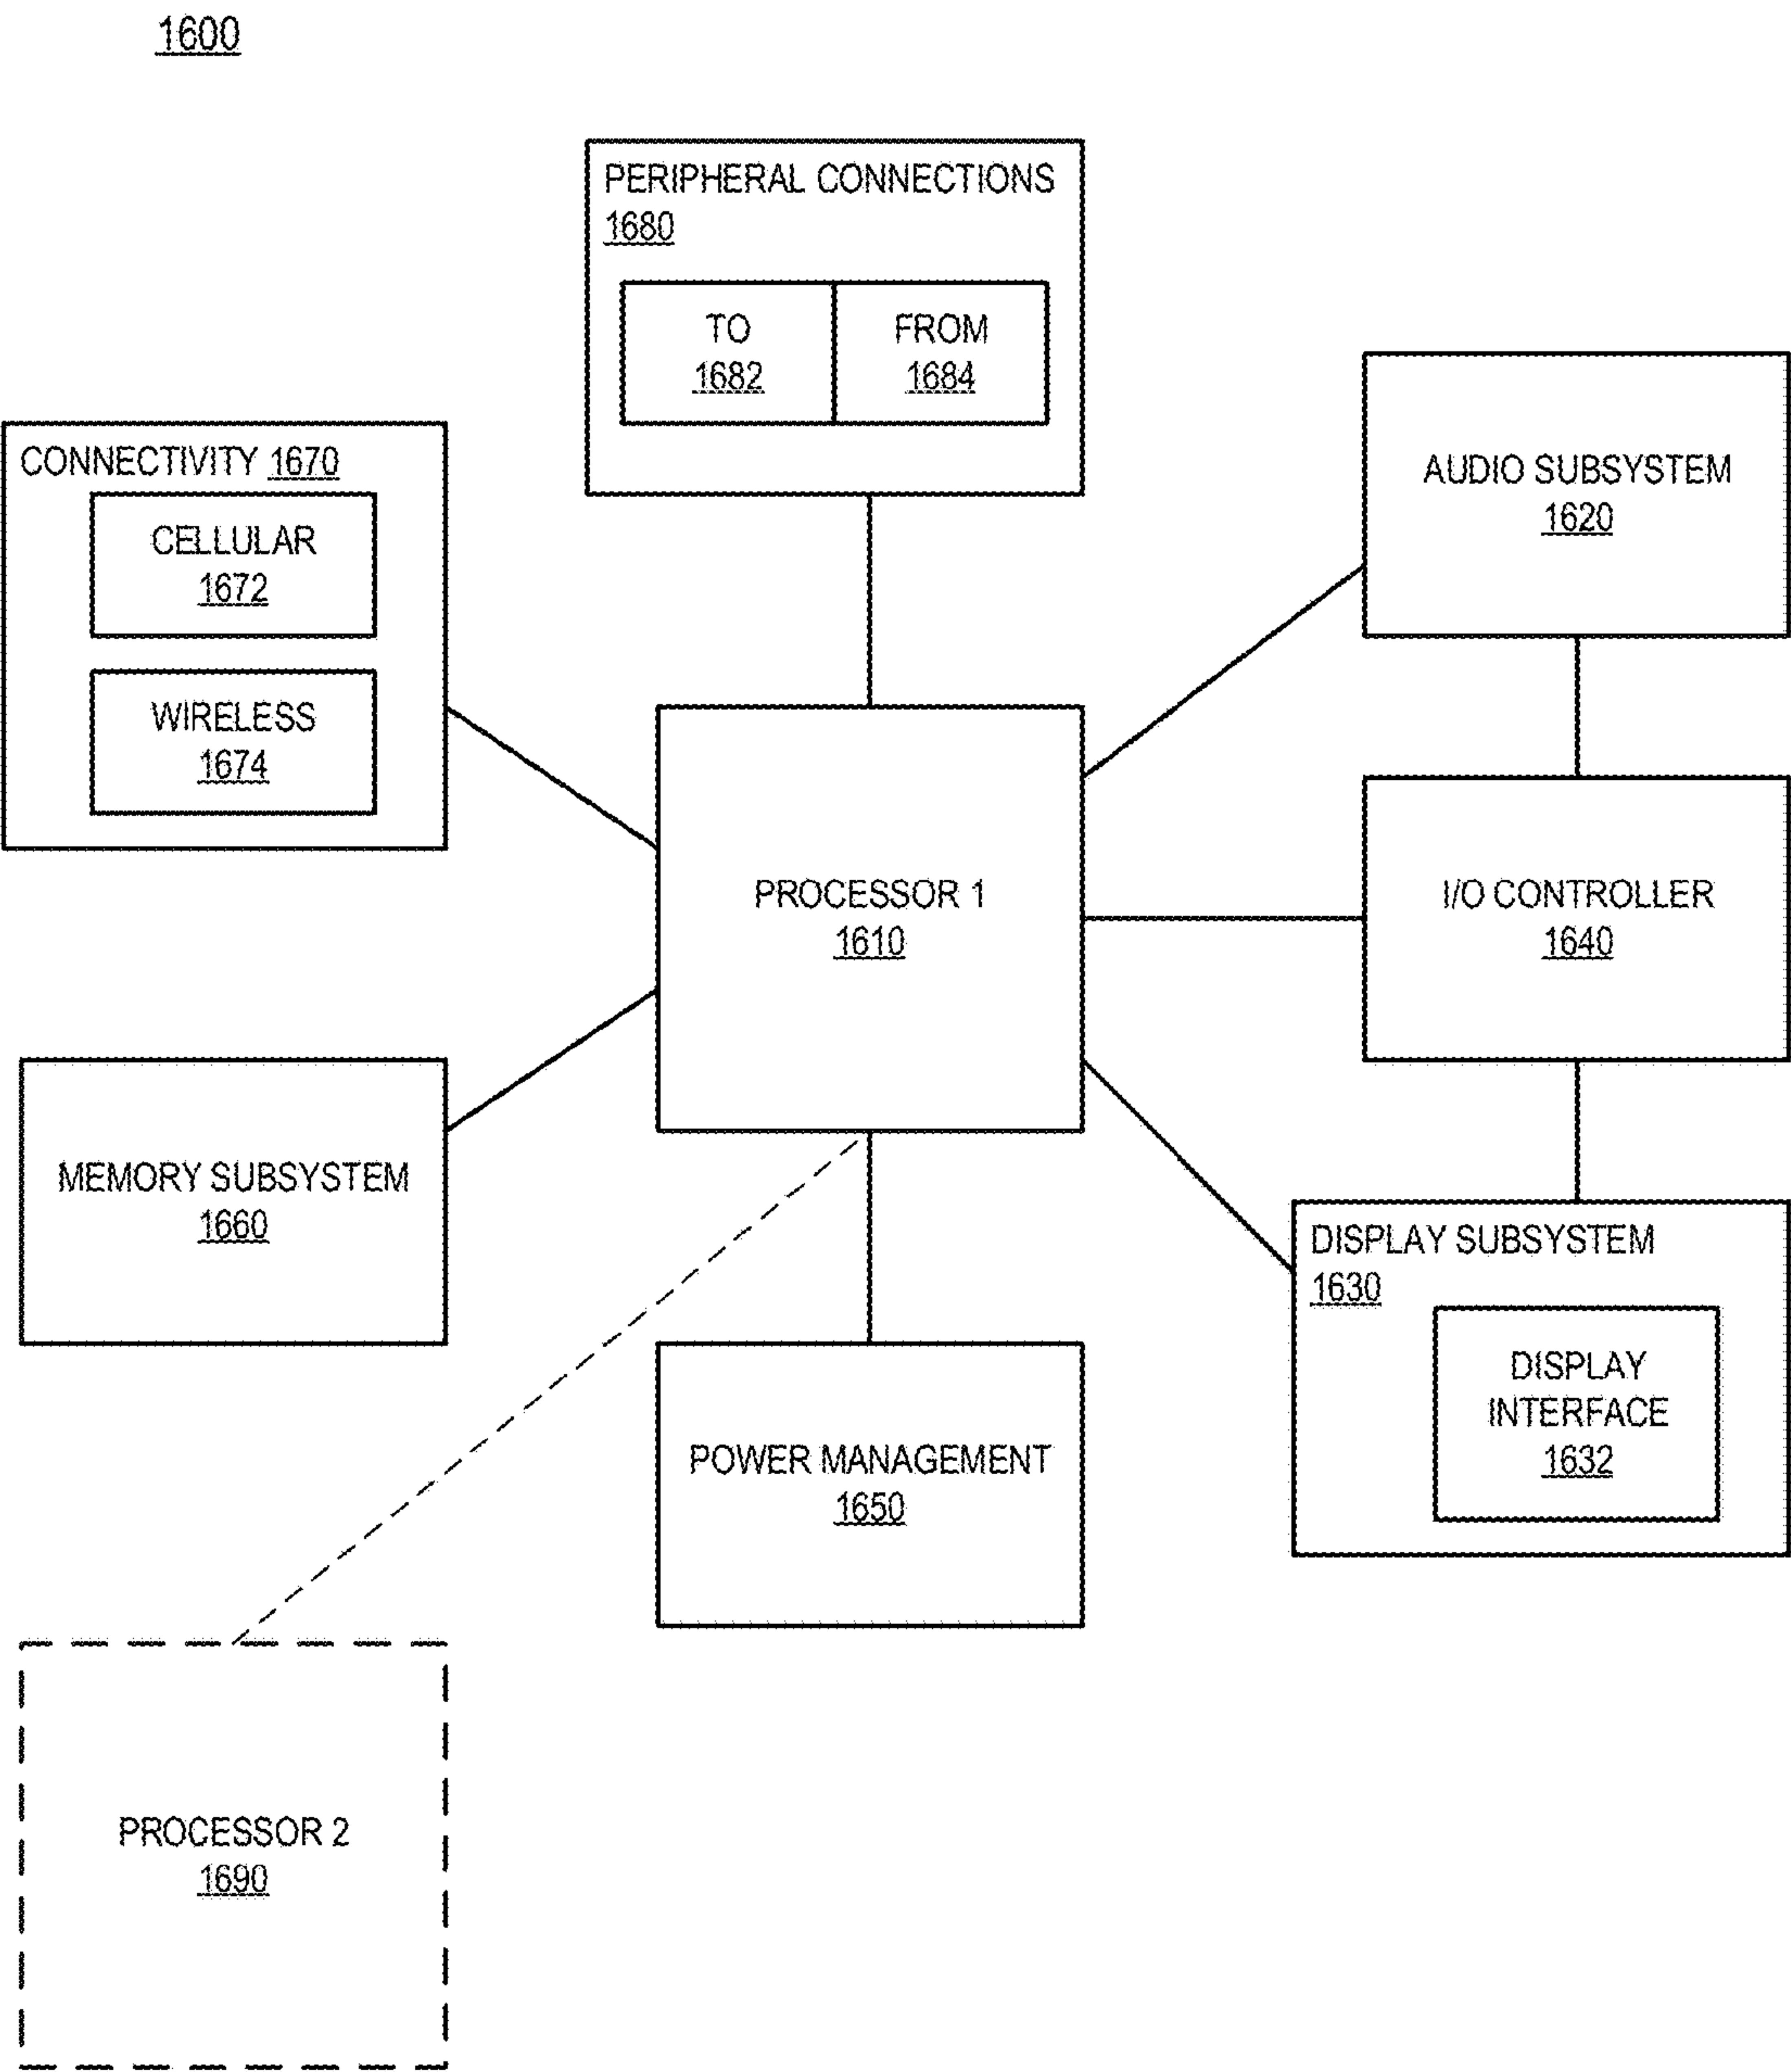 1600
PERIPHERAL CONNECTIONS
1680
TO
1682
FROM
1684
CONNECTIVITY 1670
CELLULAR
1672
WIRELESS
1674
AUDIO SUBSYSTEM
1620
PROCESSOR 1
1610
I/O CONTROLLER
1640
MEMORY SUBSYSTEM
1660
DISPLAY SUBSYSTEM
1630
DISPLAY
INTERFACE
1632
POWER MANAGEMENT
1650
PROCESSOR 2
1690